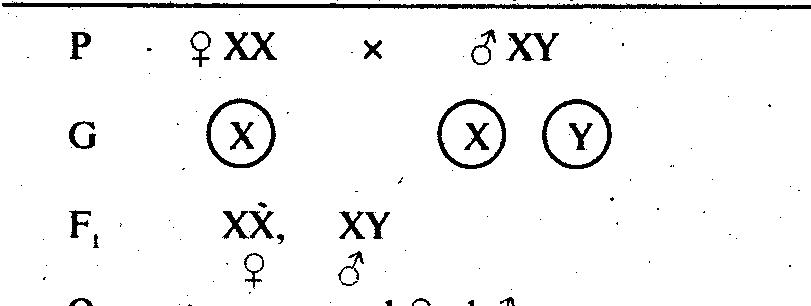 P ♀ XX × ♂ XY
G X X Y
F₁ XX, XY
♀ ♂